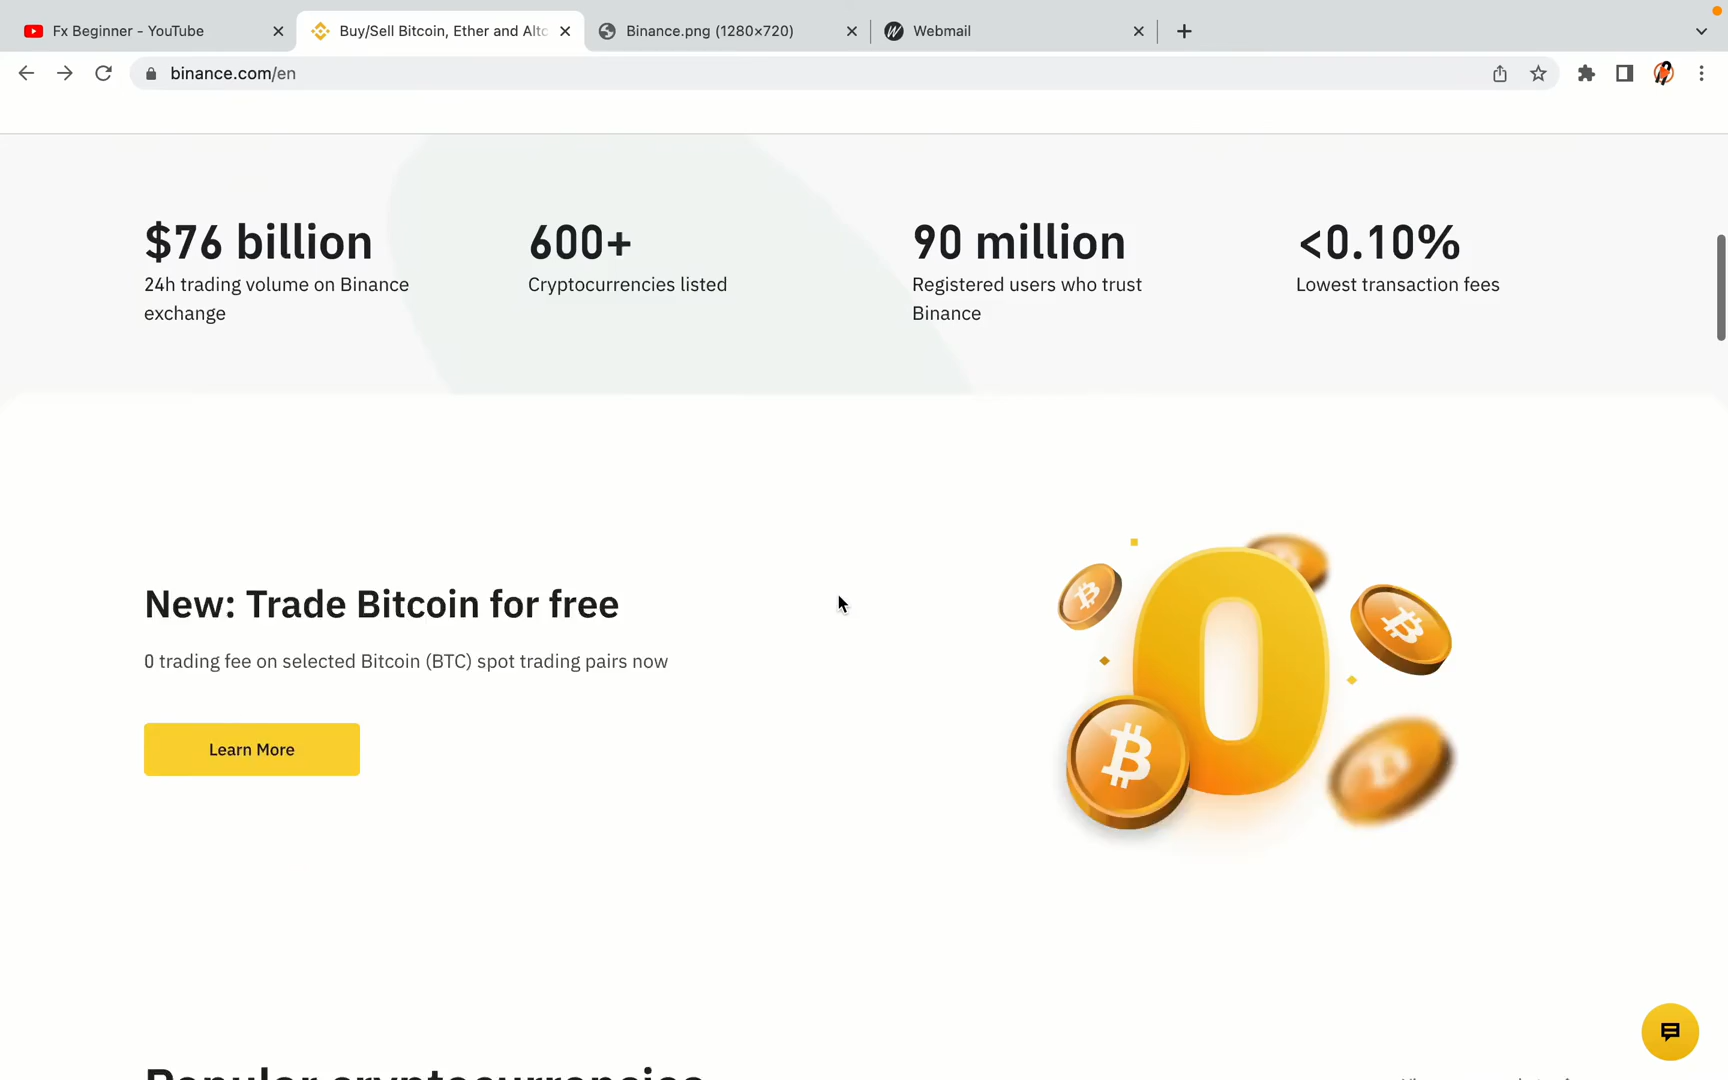 Fx Beginner - YouTube
Buy/Sell Bitcoin, Ether and Altc
Binance.png (1280×720)
Webmail
binance.com/en
$76 billion
24h trading volume on Binance
exchange
600+
Cryptocurrencies listed
90 million
Registered users who trust
Binance
<0.10%
Lowest transaction fees
New: Trade Bitcoin for free
0 trading fee on selected Bitcoin (BTC) spot trading pairs now
Learn More
0
Popular cryptocurrencies